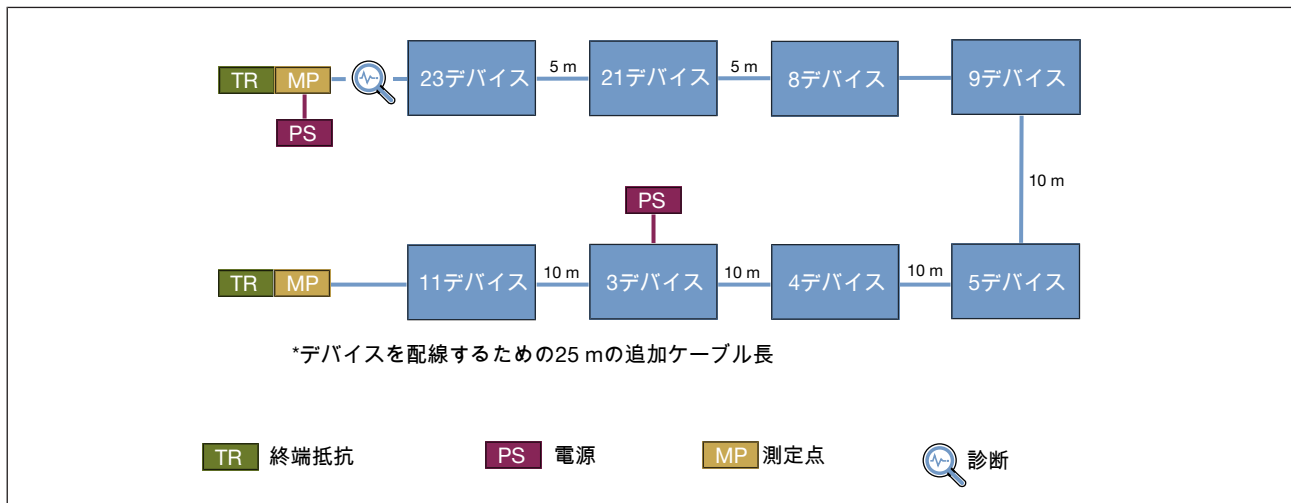 TR MP 23デバイス 5 m 21デバイス 5 m 8デバイス 9デバイス
PS
10 m
PS
TR MP 11デバイス 10 m 3デバイス 10 m 4デバイス 10 m 5デバイス
*デバイスを配線するための25 mの追加ケーブル長
TR 終端抵抗 PS 電源 MP 測定点 診断